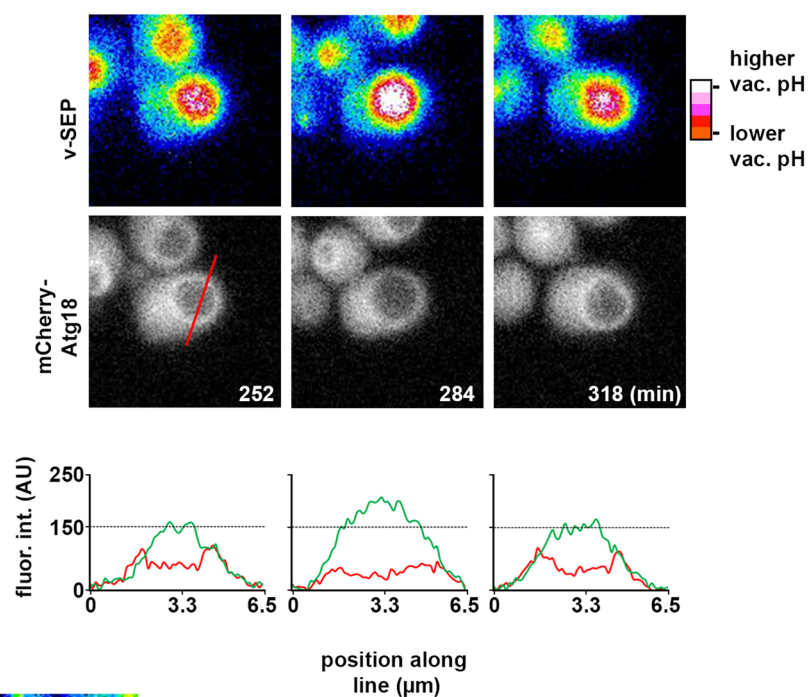 v-SEP
higher
vac. pH
lower
vac. pH
mCherry-
Atg18
252
284
318 (min)
fluor. int. (AU)
250
150
0
0
3.3
6.5
0
3.3
6.5
0
3.3
6.5
position along
line (μm)